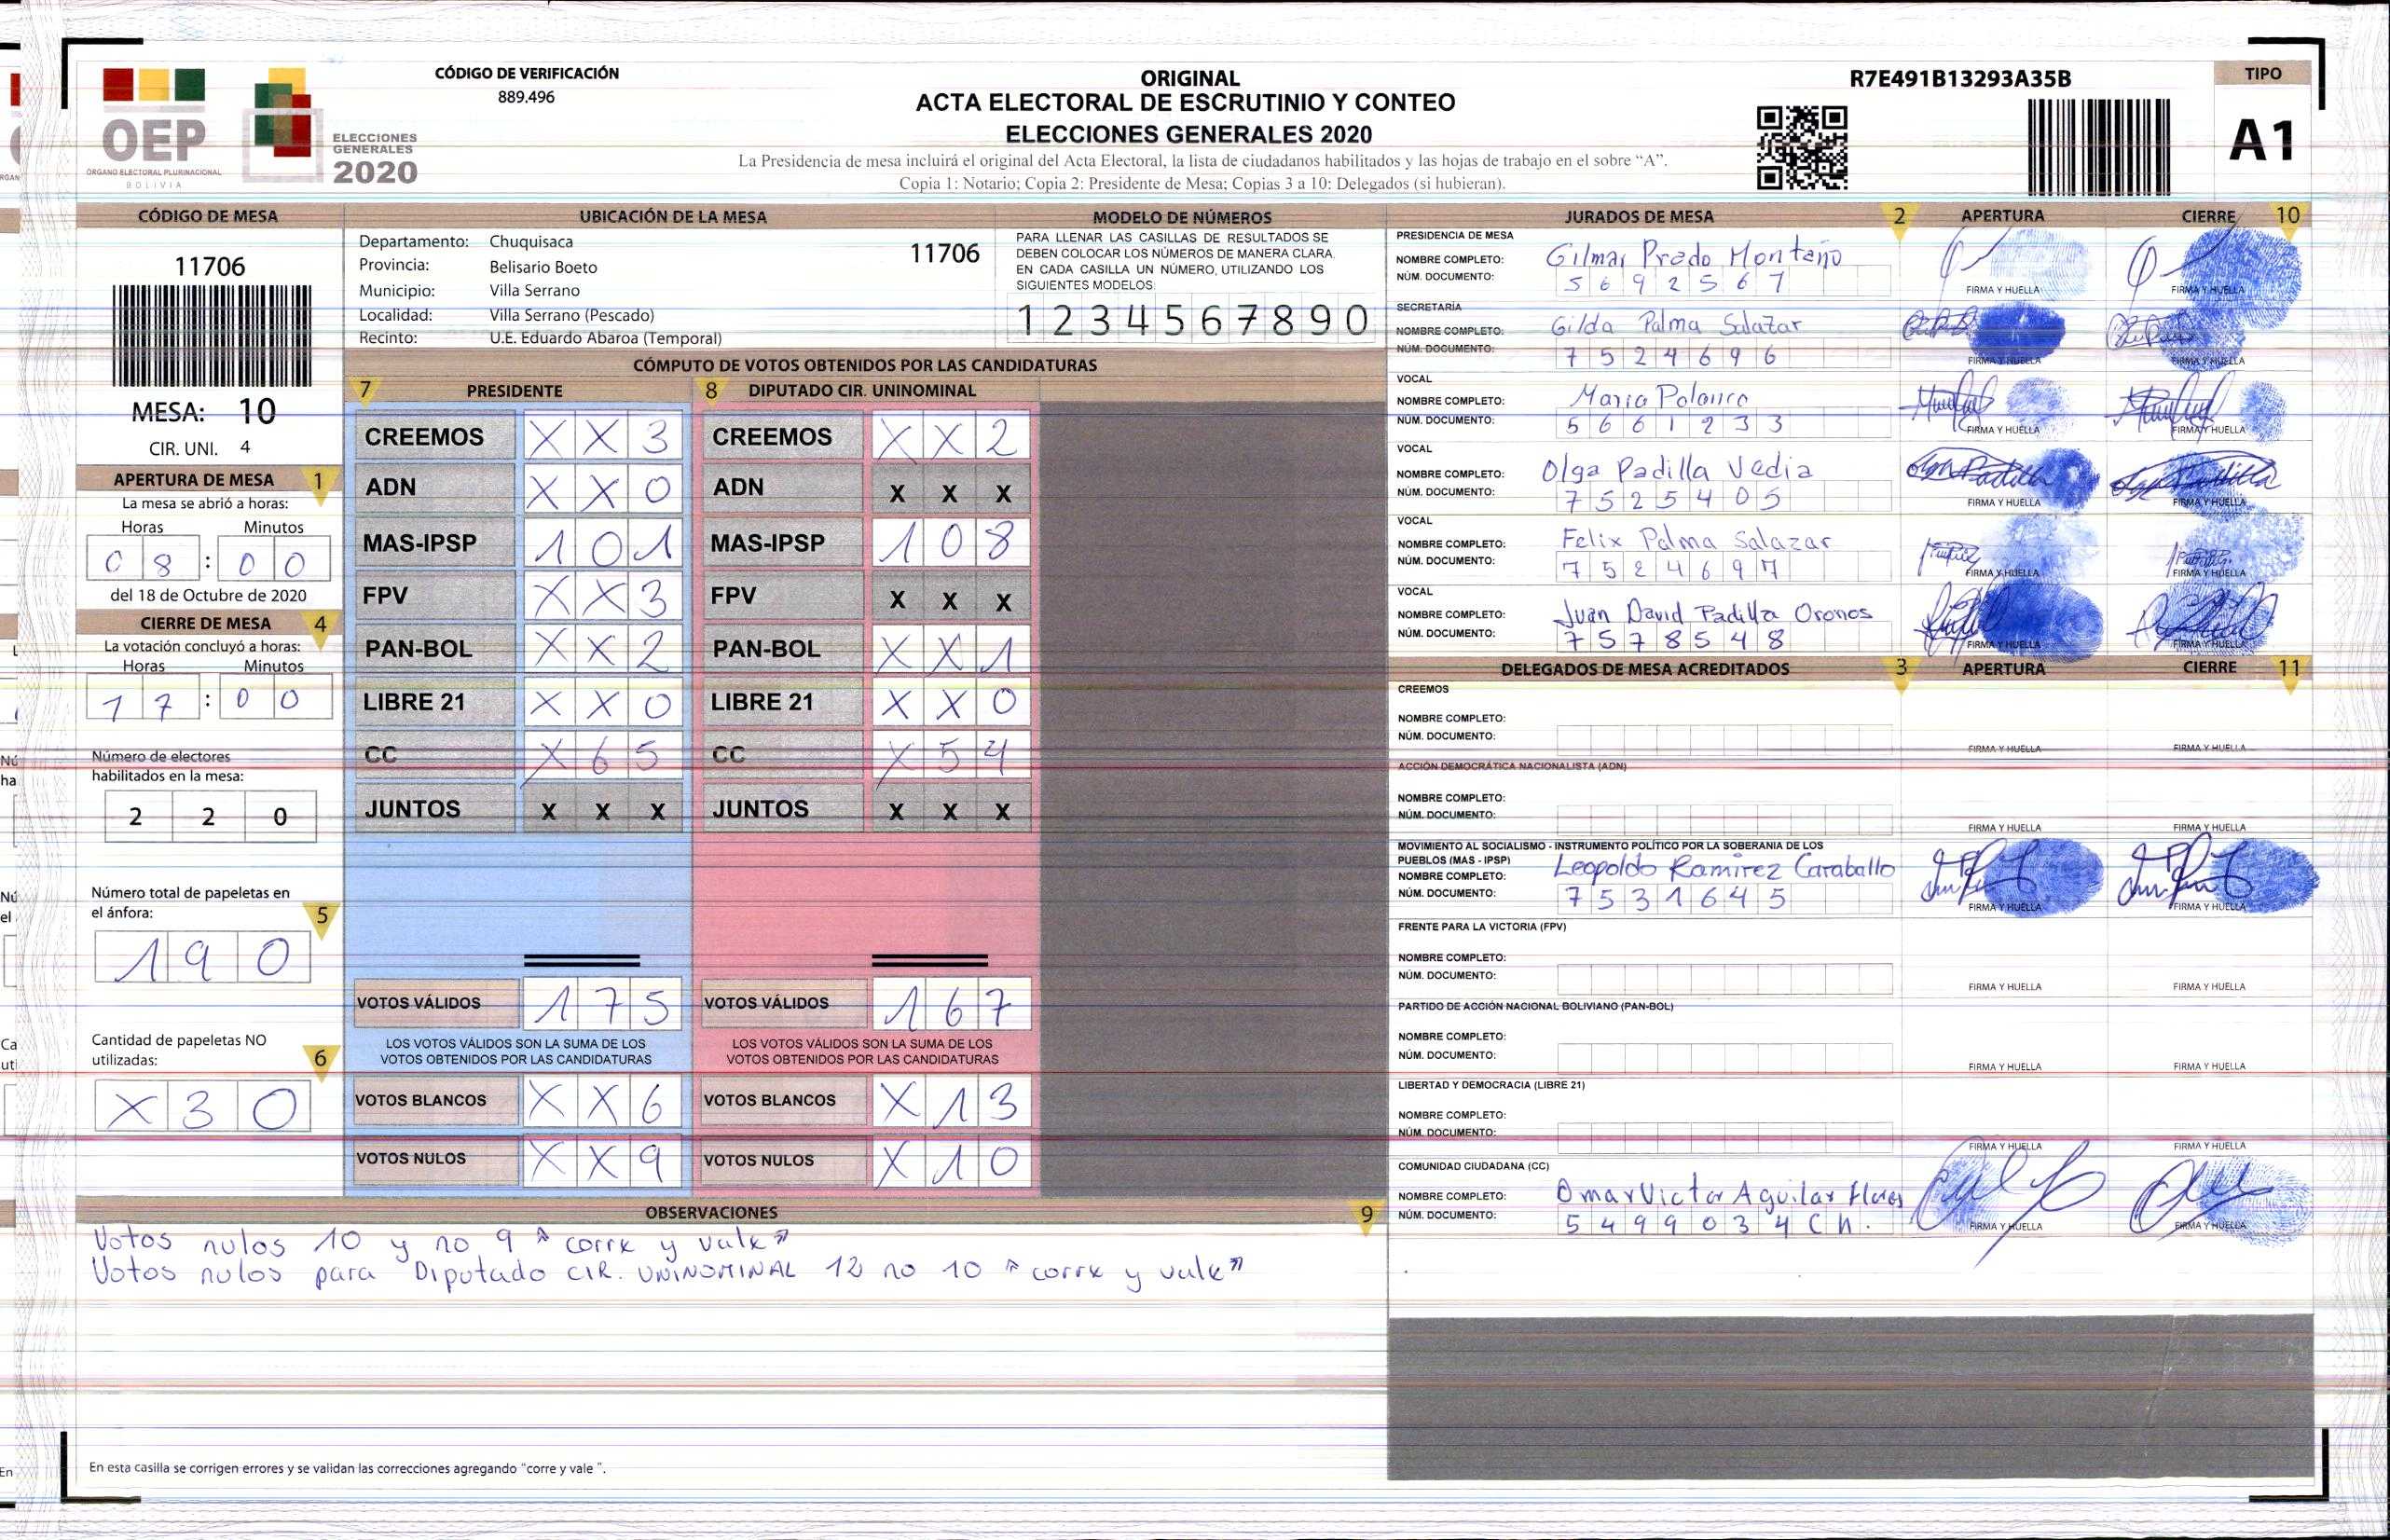 CÓDIGO DE VERIFICACIÓN
889.496
ORIGINAL
ACTA ELECTORAL DE ESCRUTINIO Y CONTEO
ELECCIONES GENERALES 2020
La Presidencia de mesa incluirá el original del Acta Electoral, la lista de ciudadanos habilitados y las hojas de trabajo en el sobre “A”.
Copia 1: Notario; Copia 2: Presidente de Mesa; Copias 3 a 10: Delegados (si hubieran).
R7E491B13293A35B
TIPO
A1
OEP
ÓRGANO ELECTORAL PLURINACIONAL
BOLIVIA
ELECCIONES
GENERALES
2020
CÓDIGO DE MESA
11706
MESA: 10
CIR. UNI. 4
APERTURA DE MESA 1
La mesa se abrió a horas:
Horas Minutos
0 8 : 0 0
del 18 de Octubre de 2020
CIERRE DE MESA 4
La votación concluyó a horas:
Horas Minutos
1 7 : 0 0
Número de electores
habilitados en la mesa:
2 2 0
Número total de papeletas en
el ánfora: 5
1 9 0
Cantidad de papeletas NO
utilizadas: 6
X 3 0
UBICACIÓN DE LA MESA
Departamento: Chuquisaca 11706
Provincia: Belisario Boeto
Municipio: Villa Serrano
Localidad: Villa Serrano (Pescado)
Recinto: U.E. Eduardo Abaroa (Temporal)
MODELO DE NÚMEROS
PARA LLENAR LAS CASILLAS DE RESULTADOS SE
DEBEN COLOCAR LOS NÚMEROS DE MANERA CLARA.
EN CADA CASILLA UN NÚMERO, UTILIZANDO LOS
SIGUIENTES MODELOS:
1 2 3 4 5 6 7 8 9 0
CÓMPUTO DE VOTOS OBTENIDOS POR LAS CANDIDATURAS
7 PRESIDENTE 8 DIPUTADO CIR. UNINOMINAL
CREEMOS X X 3 CREEMOS X X 2
ADN X X 0 ADN X X X
MAS-IPSP 1 0 1 MAS-IPSP 1 0 8
FPV X X 3 FPV X X X
PAN-BOL X X 2 PAN-BOL X X 1
LIBRE 21 X X 0 LIBRE 21 X X 0
CC X 6 5 CC X 5 4
JUNTOS X X X JUNTOS X X X
VOTOS VÁLIDOS 1 7 5 VOTOS VÁLIDOS 1 6 7
LOS VOTOS VÁLIDOS SON LA SUMA DE LOS LOS VOTOS VÁLIDOS SON LA SUMA DE LOS
VOTOS OBTENIDOS POR LAS CANDIDATURAS VOTOS OBTENIDOS POR LAS CANDIDATURAS
VOTOS BLANCOS X X 6 VOTOS BLANCOS X 1 3
VOTOS NULOS X X 9 VOTOS NULOS X 1 0
OBSERVACIONES 9
Votos nulos 10 y no 9 "corre y vale"
Votos nulos para Diputado CIR. UNINOMINAL 12 no 10 "corre y vale"
En esta casilla se corrigen errores y se validan las correcciones agregando “corre y vale ”.
JURADOS DE MESA 2 APERTURA CIERRE 10
PRESIDENCIA DE MESA
NOMBRE COMPLETO: Gilmar Prado Montaño
NÚM. DOCUMENTO: 5 6 9 2 5 6 7
FIRMA Y HUELLA FIRMA Y HUELLA
SECRETARÍA
NOMBRE COMPLETO: Gilda Palma Salazar
NÚM. DOCUMENTO: 7 5 2 4 6 9 6
FIRMA Y HUELLA FIRMA Y HUELLA
VOCAL
NOMBRE COMPLETO: Maria Polanco
NÚM. DOCUMENTO: 5 6 6 1 2 3 3
FIRMA Y HUELLA FIRMA Y HUELLA
VOCAL
NOMBRE COMPLETO: Olga Padilla Vedia
NÚM. DOCUMENTO: 7 5 2 5 4 0 5
FIRMA Y HUELLA FIRMA Y HUELLA
VOCAL
NOMBRE COMPLETO: Felix Palma Salazar
NÚM. DOCUMENTO: 7 5 2 4 6 9 7
FIRMA Y HUELLA FIRMA Y HUELLA
VOCAL
NOMBRE COMPLETO: Juan David Padilla Oronos
NÚM. DOCUMENTO: 7 5 7 8 5 4 8
DELEGADOS DE MESA ACREDITADOS 3 APERTURA CIERRE 11
CREEMOS
NOMBRE COMPLETO:
NÚM. DOCUMENTO:
FIRMA Y HUELLA FIRMA Y HUELLA
ACCIÓN DEMOCRÁTICA NACIONALISTA (ADN)
NOMBRE COMPLETO:
NÚM. DOCUMENTO:
FIRMA Y HUELLA FIRMA Y HUELLA
MOVIMIENTO AL SOCIALISMO - INSTRUMENTO POLÍTICO POR LA SOBERANIA DE LOS
PUEBLOS (MAS - IPSP)
NOMBRE COMPLETO: Leopoldo Ramirez Caraballo
NÚM. DOCUMENTO: 7 5 3 1 6 4 5
FIRMA Y HUELLA FIRMA Y HUELLA
FRENTE PARA LA VICTORIA (FPV)
NOMBRE COMPLETO:
NÚM. DOCUMENTO:
FIRMA Y HUELLA FIRMA Y HUELLA
PARTIDO DE ACCIÓN NACIONAL BOLIVIANO (PAN-BOL)
NOMBRE COMPLETO:
NÚM. DOCUMENTO:
FIRMA Y HUELLA FIRMA Y HUELLA
LIBERTAD Y DEMOCRACIA (LIBRE 21)
NOMBRE COMPLETO:
NÚM. DOCUMENTO:
FIRMA Y HUELLA FIRMA Y HUELLA
COMUNIDAD CIUDADANA (CC)
NOMBRE COMPLETO: Omar Victor Aguilar Flores
NÚM. DOCUMENTO: 5 4 9 9 0 3 4 C h.
FIRMA Y HUELLA FIRMA Y HUELLA